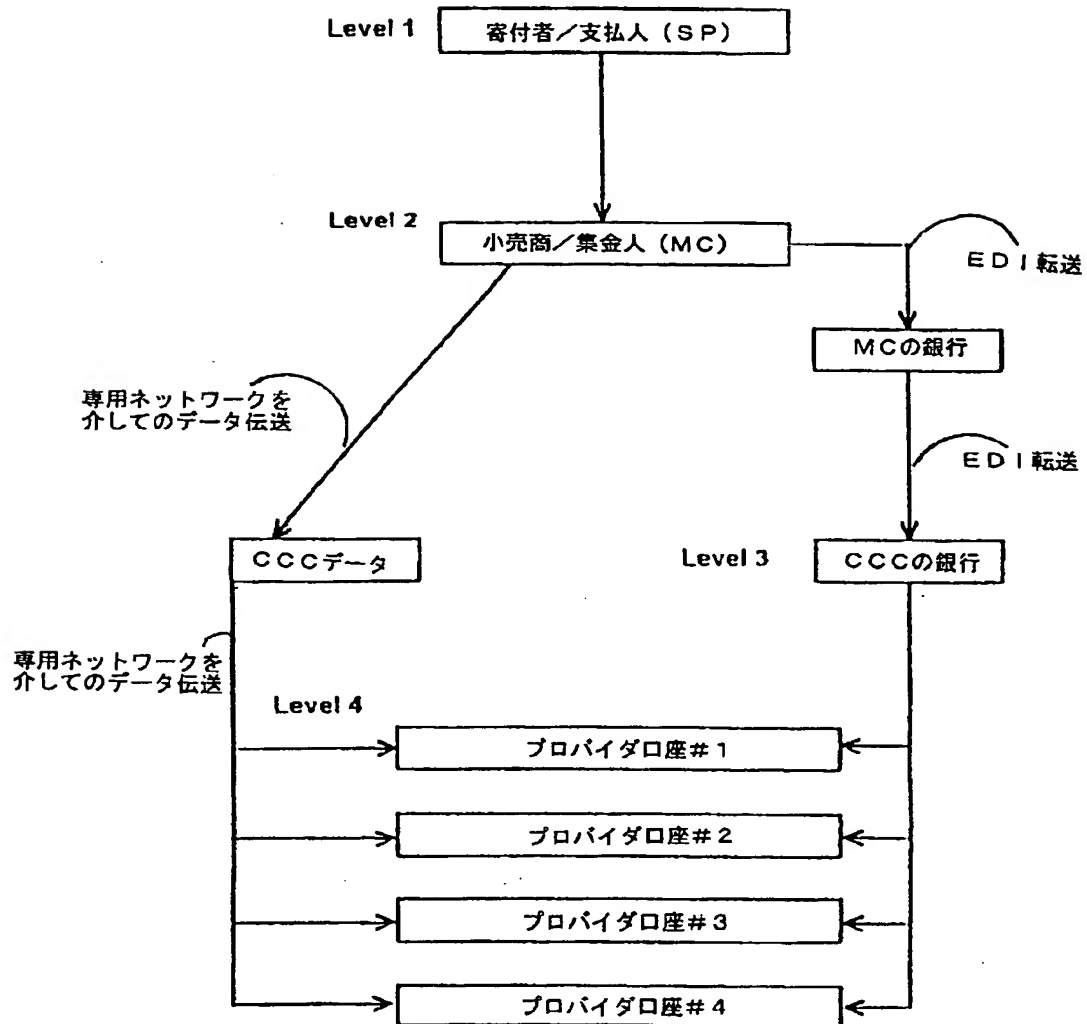 Level 1
寄付者／支払人（ＳＰ）
Level 2
小売商／集金人（ＭＣ）
ＥＤＩ転送
ＭＣの銀行
専用ネットワークを
介してのデータ伝送
ＥＤＩ転送
ＣＣＣデータ
Level 3
ＣＣＣの銀行
専用ネットワークを
介してのデータ伝送
Level 4
プロバイダ口座＃１
プロバイダ口座＃２
プロバイダ口座＃３
プロバイダ口座＃４